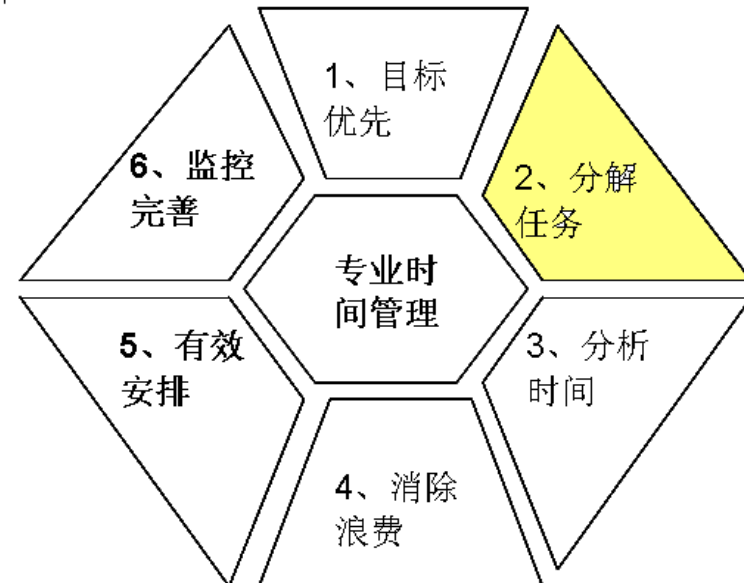 1、目标
优先
2、分解
任务
3、分析
时间
4、消除
浪费
5、有效
安排
6、监控
完善
专业时
间管理